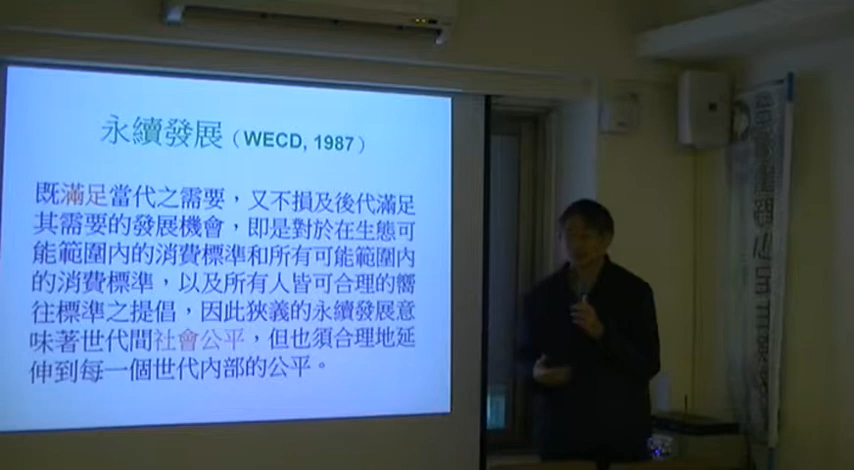 永續發展（WECD, 1987）
既滿足當代之需要，又不損及後代滿足
其需要的發展機會，即是對於在生態可
能範圍內的消費標準和所有可能範圍內
的消費標準，以及所有人皆可合理的嚮
往標準之提倡，因此狹義的永續發展意
味著世代間社會公平，但也須合理地延
伸到每一個世代內部的公平。